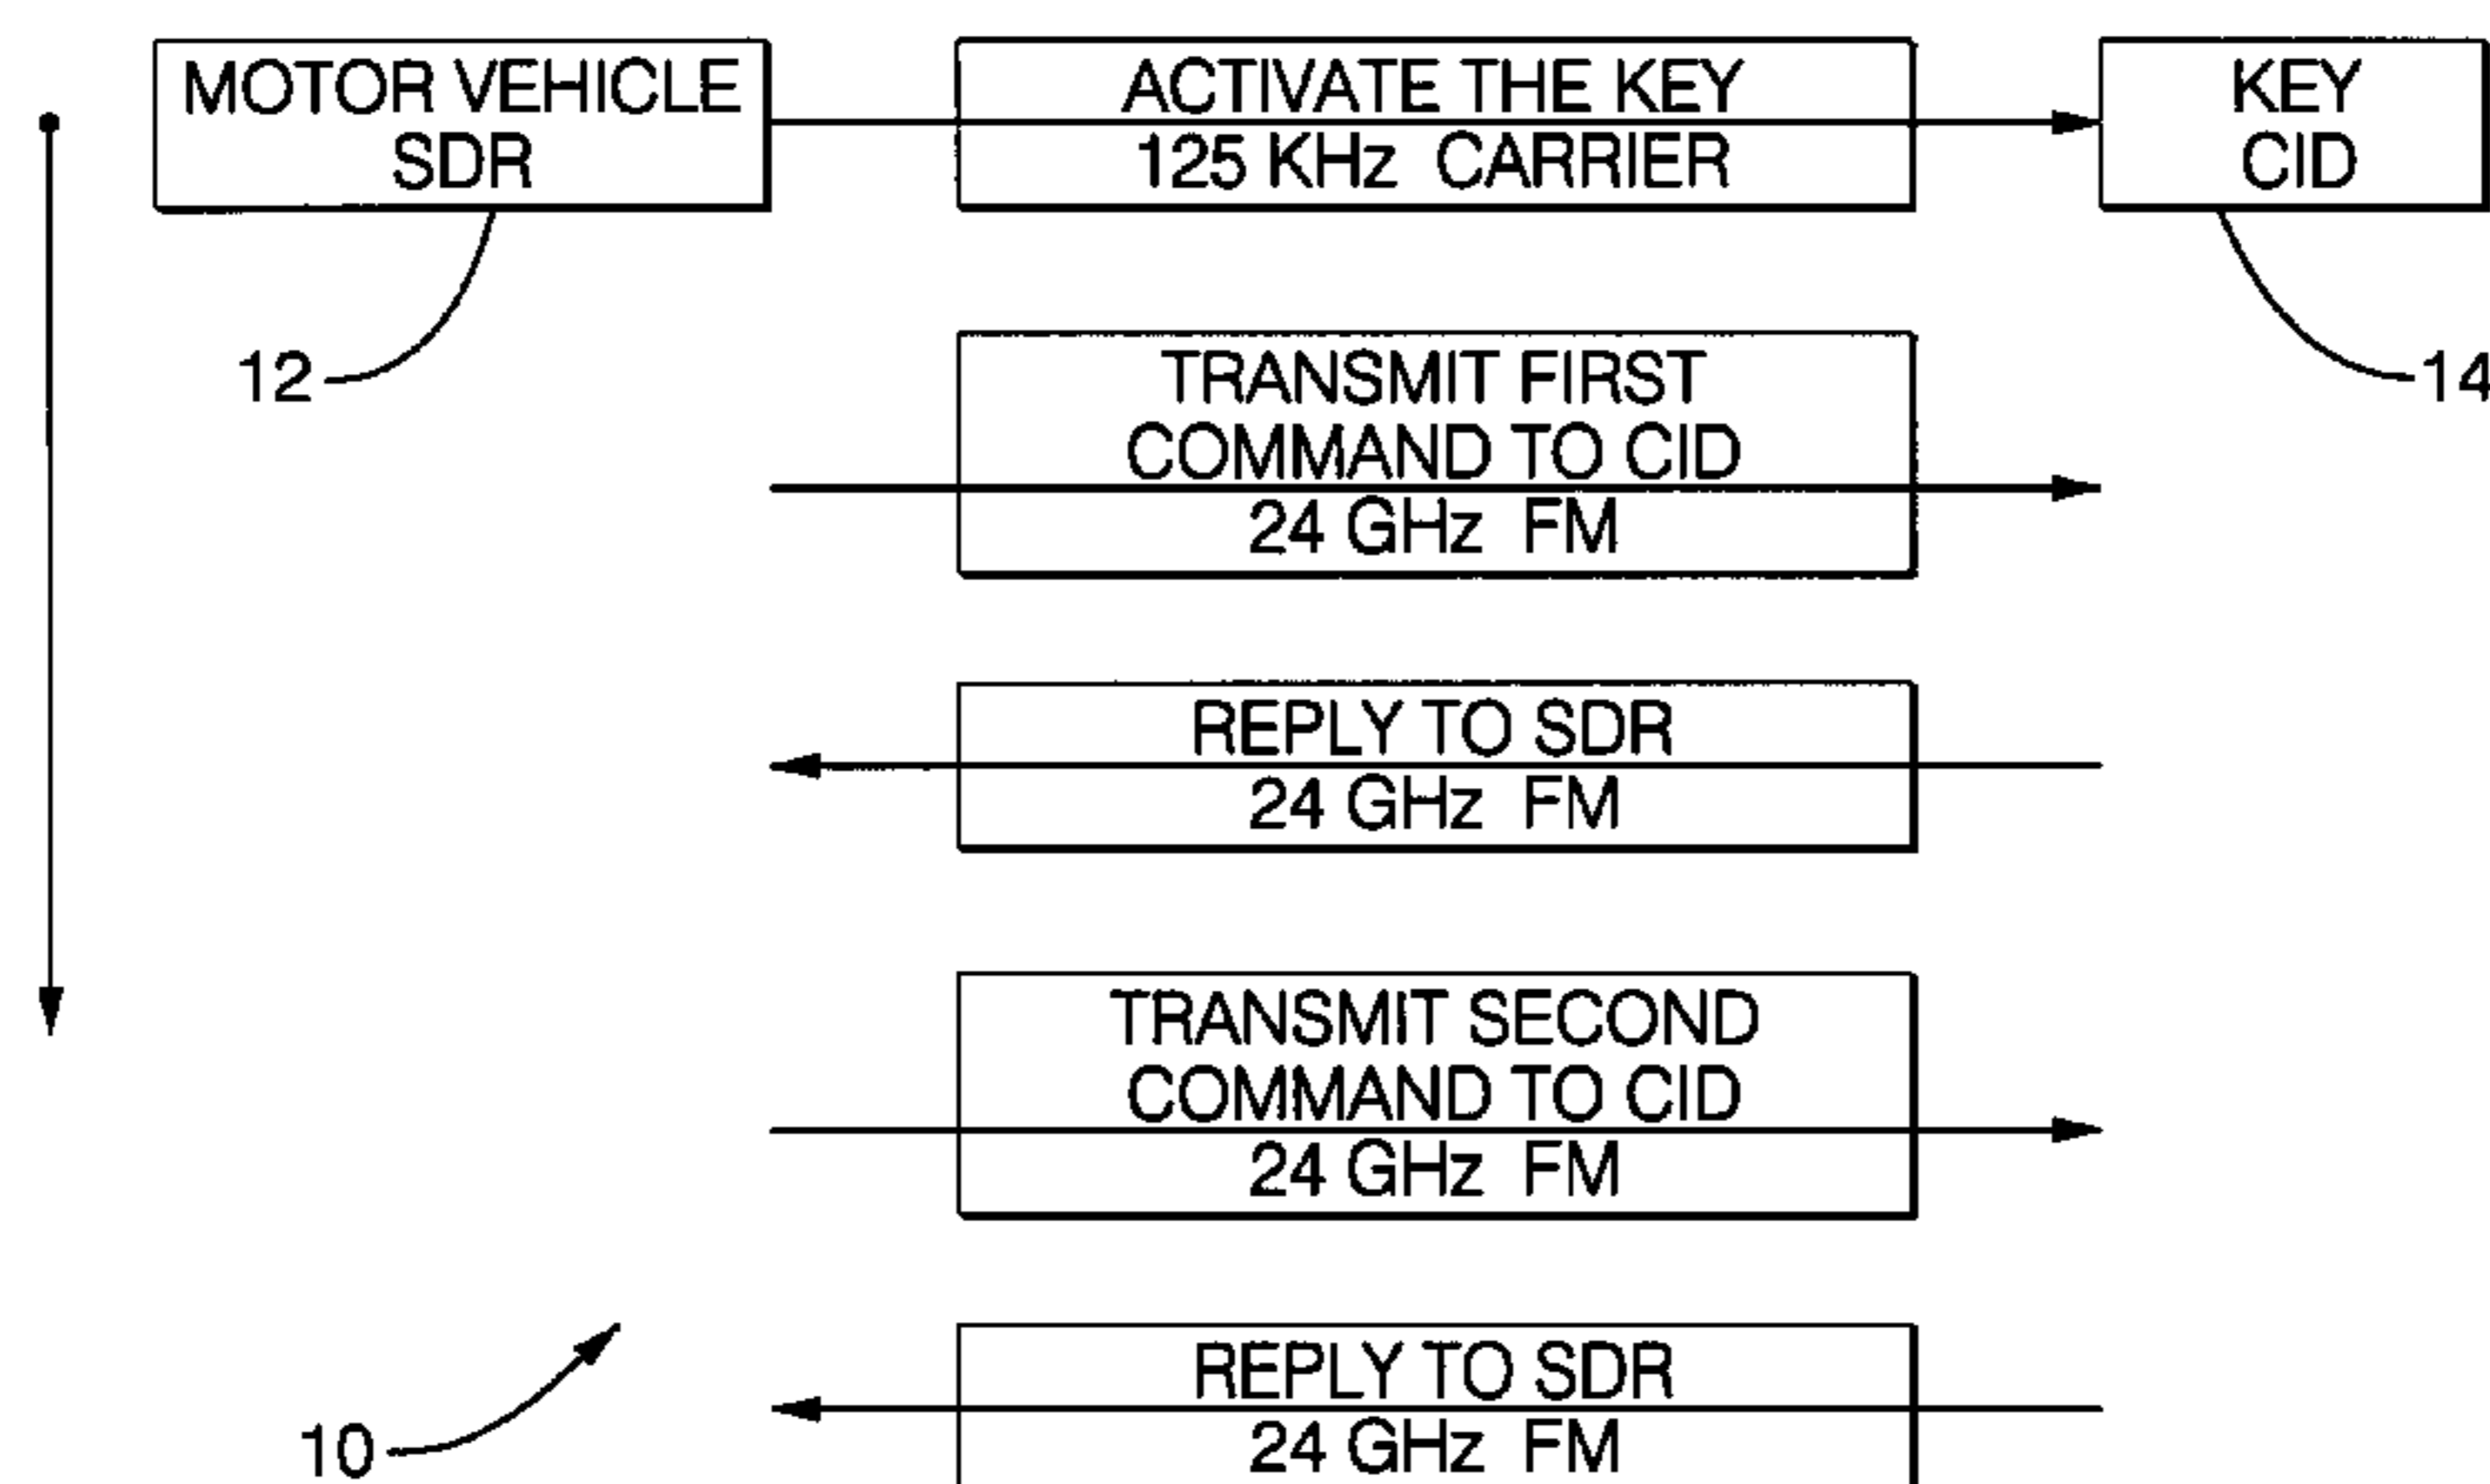 MOTOR VEHICLE
SDR
ACTIVATE THE KEY
125 KHz CARRIER
KEY
CID
12
14
TRANSMIT FIRST
COMMAND TO CID
24 GHz FM
REPLY TO SDR
24 GHz FM
TRANSMIT SECOND
COMMAND TO CID
24 GHz FM
REPLY TO SDR
24 GHz FM
10